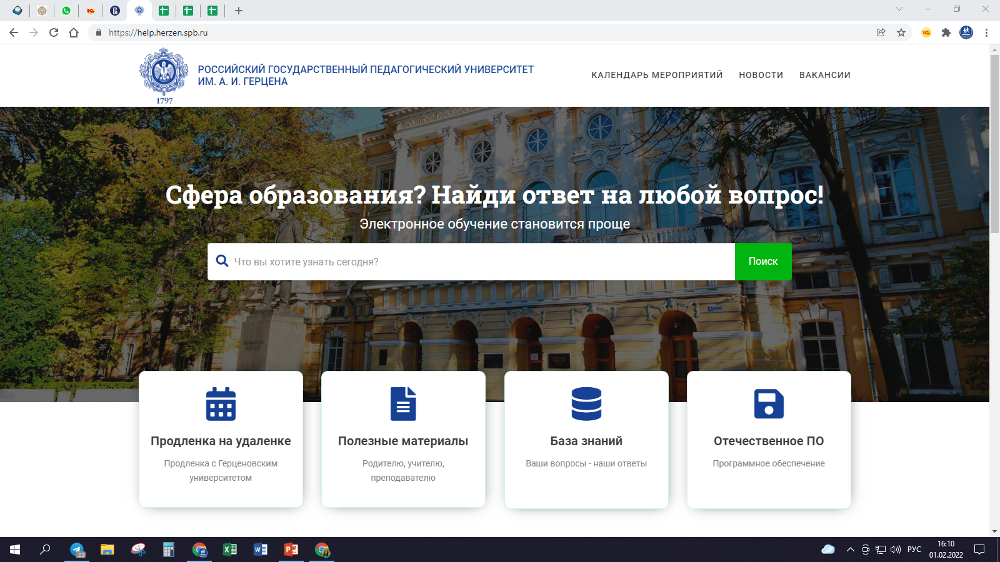 https://help.herzen.spb.ru
РОССИЙСКИЙ ГОСУДАРСТВЕННЫЙ ПЕДАГОГИЧЕСКИЙ УНИВЕРСИТЕТ
ИМ. А. И. ГЕРЦЕНА
1797
КАЛЕНДАРЬ МЕРОПРИЯТИЙ НОВОСТИ ВАКАНСИИ
Сфера образования? Найди ответ на любой вопрос!
Электронное обучение становится проще
Что вы хотите узнать сегодня?
Поиск
Продленка на удаленке
Продленка с Герценовским
университетом
Полезные материалы
Родителю, учителю,
преподавателю
База знаний
Ваши вопросы - наши ответы
Отечественное ПО
Программное обеспечение
РУС
16:10
01.02.2022